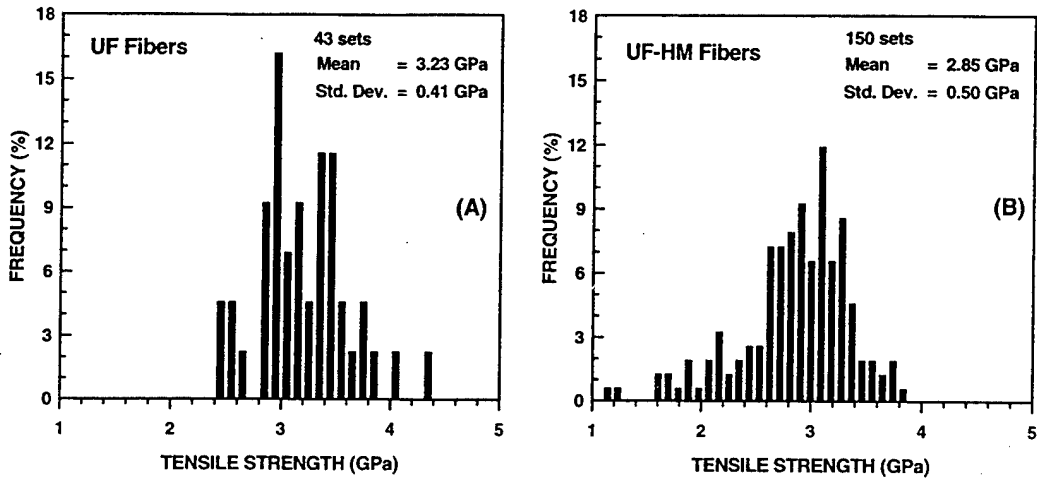 18
15
12
9
6
3
0
FREQUENCY (%)
UF Fibers
43 sets
Mean = 3.23 GPa
Std. Dev. = 0.41 GPa
(A)
1 2 3 4 5
TENSILE STRENGTH (GPa)
18
15
12
9
6
3
0
FREQUENCY (%)
UF-HM Fibers
150 sets
Mean = 2.85 GPa
Std. Dev. = 0.50 GPa
(B)
1 2 3 4 5
TENSILE STRENGTH (GPa)